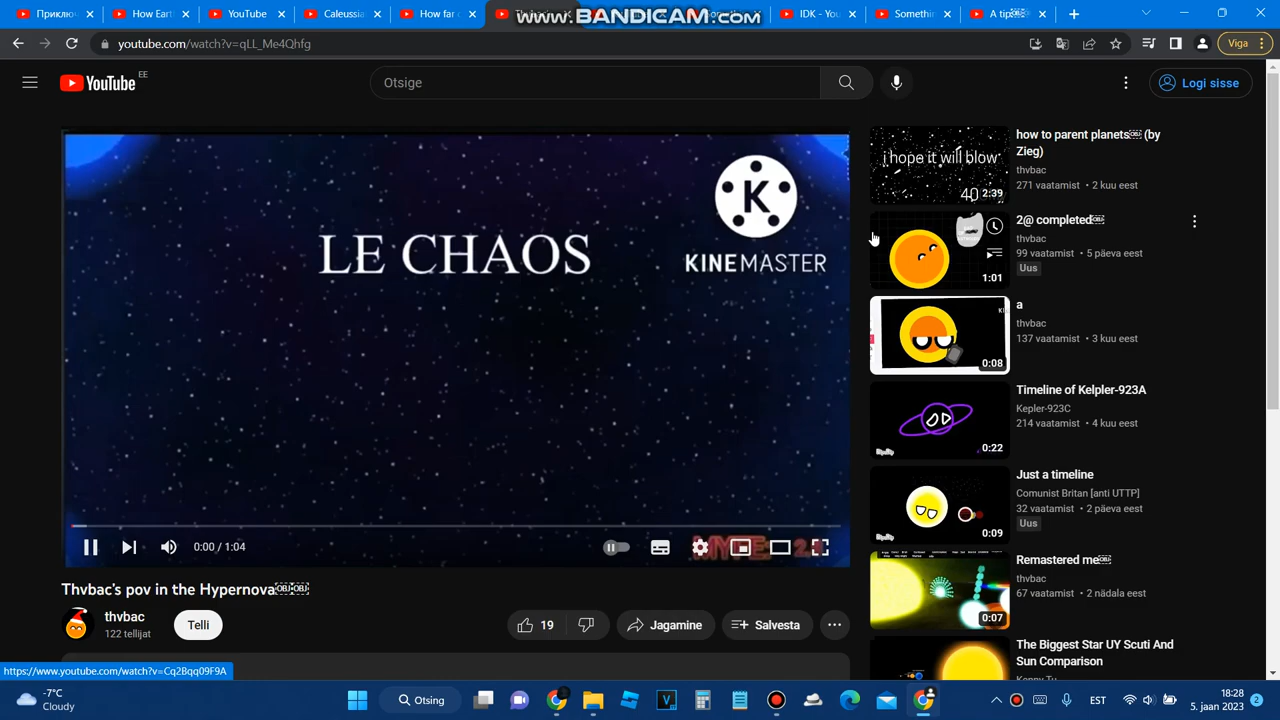 Приключ
How Eart
YouTube
Caleussia
How far c
www.BANDICAM.com
IDK - You
Somethin
A tips￼
youtube.com/watch?v=qLL_Me4Qhfg
Viga
YouTube
EE
Otsige
Logi sisse
LE CHAOS
K
KINEMASTER
0:00 / 1:04
Thvbac's pov in the Hypernova￼￼
thvbac
122 tellijat
Telli
19
Jagamine
Salvesta
i hope it will blow
40
2:39
how to parent planets￼ (by
Zieg)
thvbac
271 vaatamist • 2 kuu eest
1:01
2@ completed￼
thvbac
99 vaatamist • 5 päeva eest
Uus
0:08
a
thvbac
137 vaatamist • 3 kuu eest
0:22
Timeline of Kelpler-923A
Kepler-923C
214 vaatamist • 4 kuu eest
0:09
Just a timeline
Comunist Britan [anti UTTP]
32 vaatamist • 2 päeva eest
Uus
0:07
Remastered me￼
thvbac
67 vaatamist • 2 nädala eest
The Biggest Star UY Scuti And
Sun Comparison
https://www.youtube.com/watch?v=Cq2Bqq09F9A
-7°C
Cloudy
Otsing
EST
18:28
5. jaan 2023
2